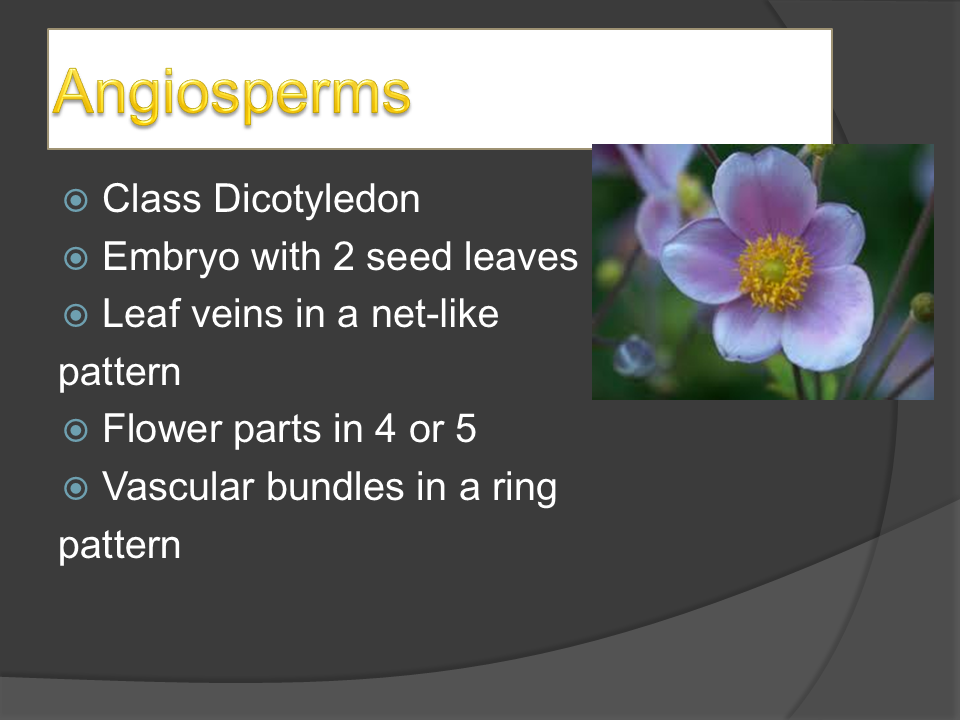 Angiosperms
Class Dicotyledon
Embryo with 2 seed leaves
Leaf veins in a net-like
pattern
Flower parts in 4 or 5
Vascular bundles in a ring
pattern